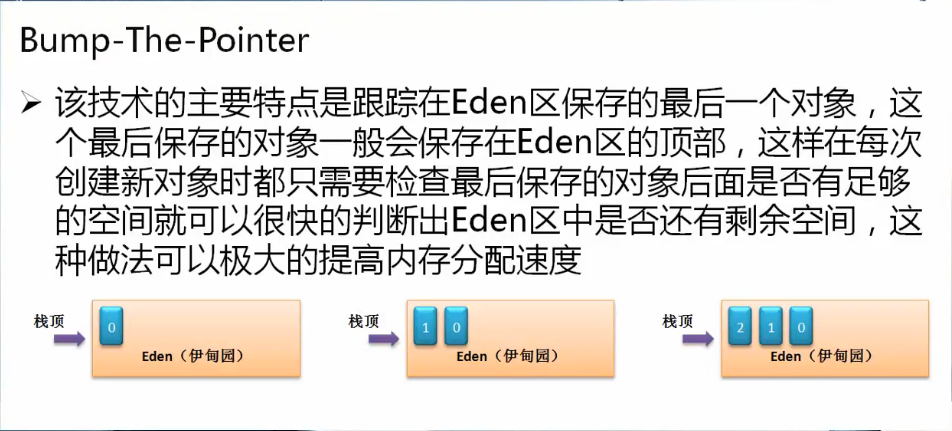 Bump-The-Pointer
➢ 该技术的主要特点是跟踪在Eden区保存的最后一个对象，这
个最后保存的对象一般会保存在Eden区的顶部，这样在每次
创建新对象时都只需要检查最后保存的对象后面是否有足够
的空间就可以很快的判断出Eden区中是否还有剩余空间，这
种做法可以极大的提高内存分配速度
栈顶
0
Eden（伊甸园）
栈顶
1 0
Eden（伊甸园）
栈顶
2 1 0
Eden（伊甸园）